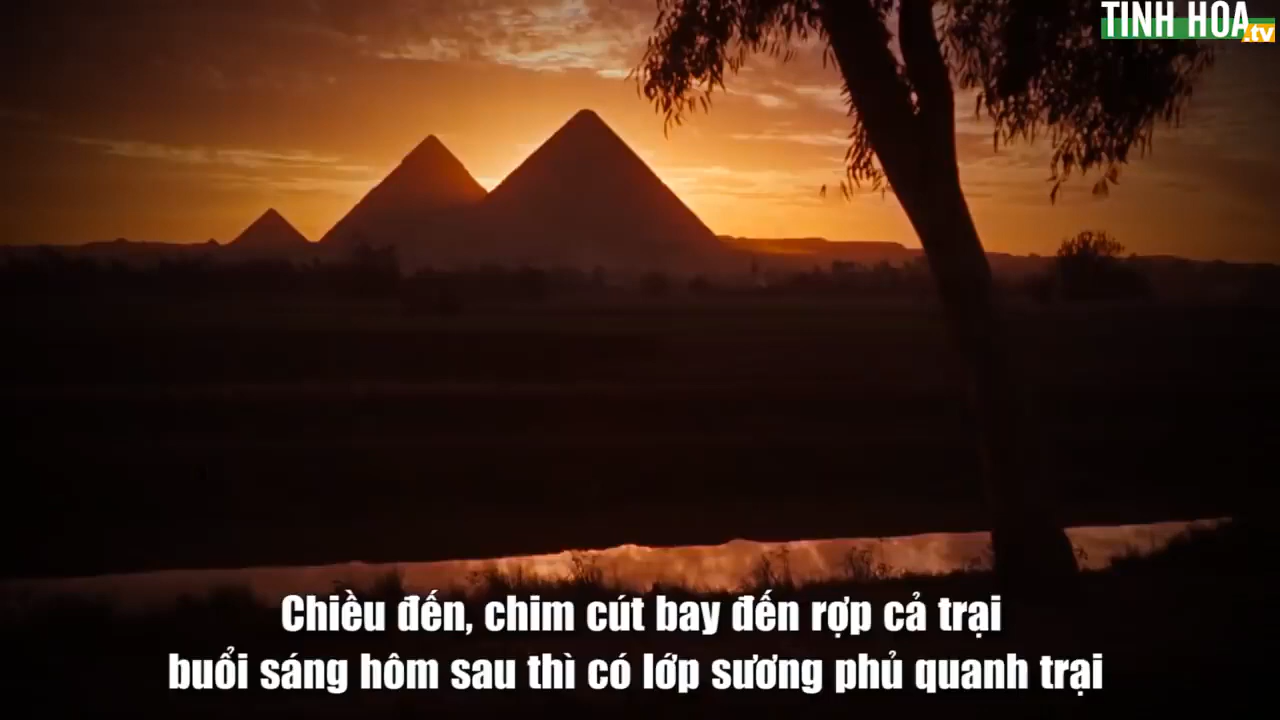 TINH HOA
.tv
Chiều đến, chim cút bay đến rợp cả trại
buổi sáng hôm sau thì có lớp sương phủ quanh trại